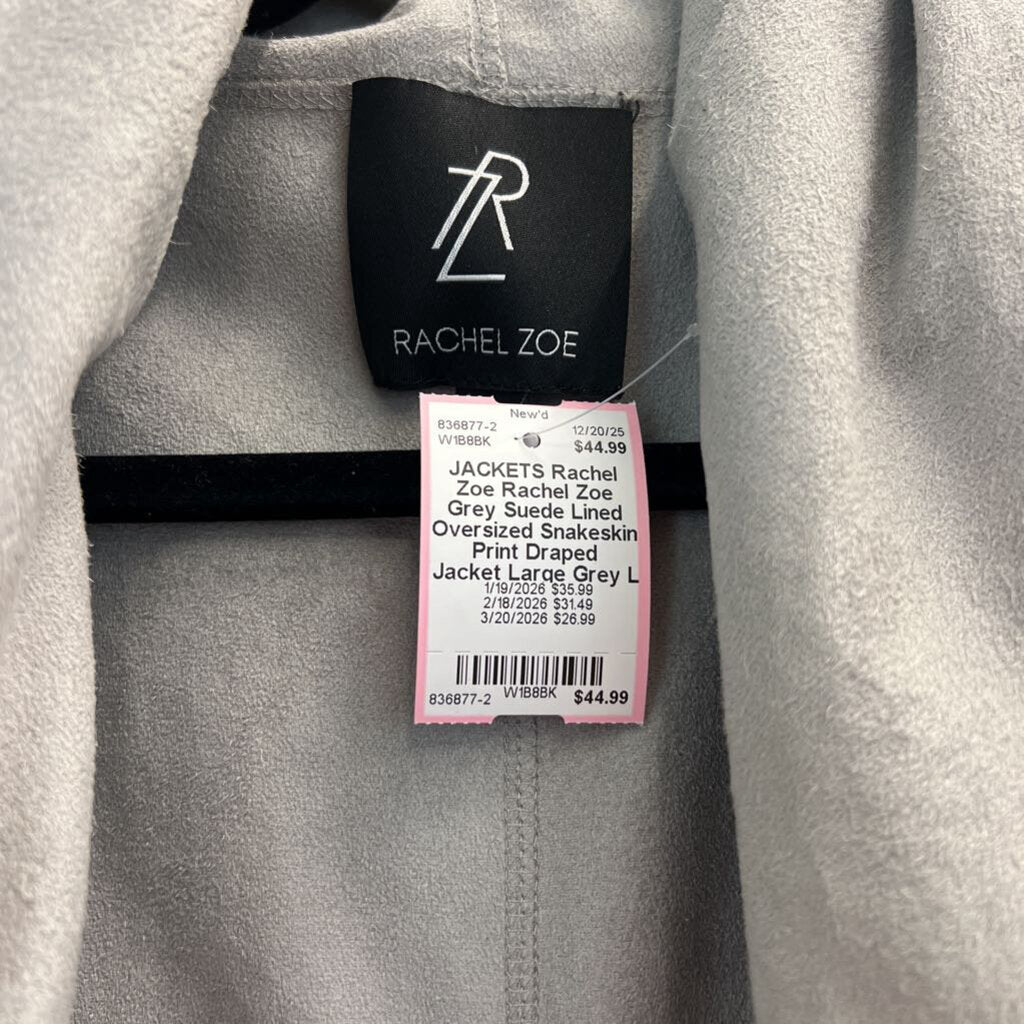 RZ
RACHEL ZOE
New'd
836877-2 12/20/25
W1B8BK $44.99
JACKETS Rachel
Zoe Rachel Zoe
Grey Suede Lined
Oversized Snakeskin
Print Draped
Jacket Large Grey L
1/19/2026 $35.99
2/18/2026 $31.49
3/20/2026 $26.99
836877-2 W1B8BK $44.99